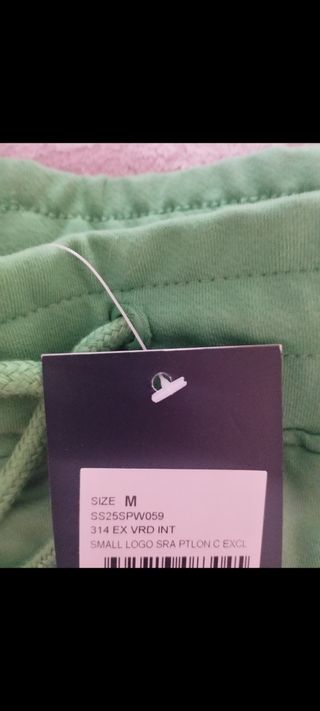 SIZE M
SS25SPW059
314 EX VRD INT
SMALL LOGO SRA PTLON C EXCL